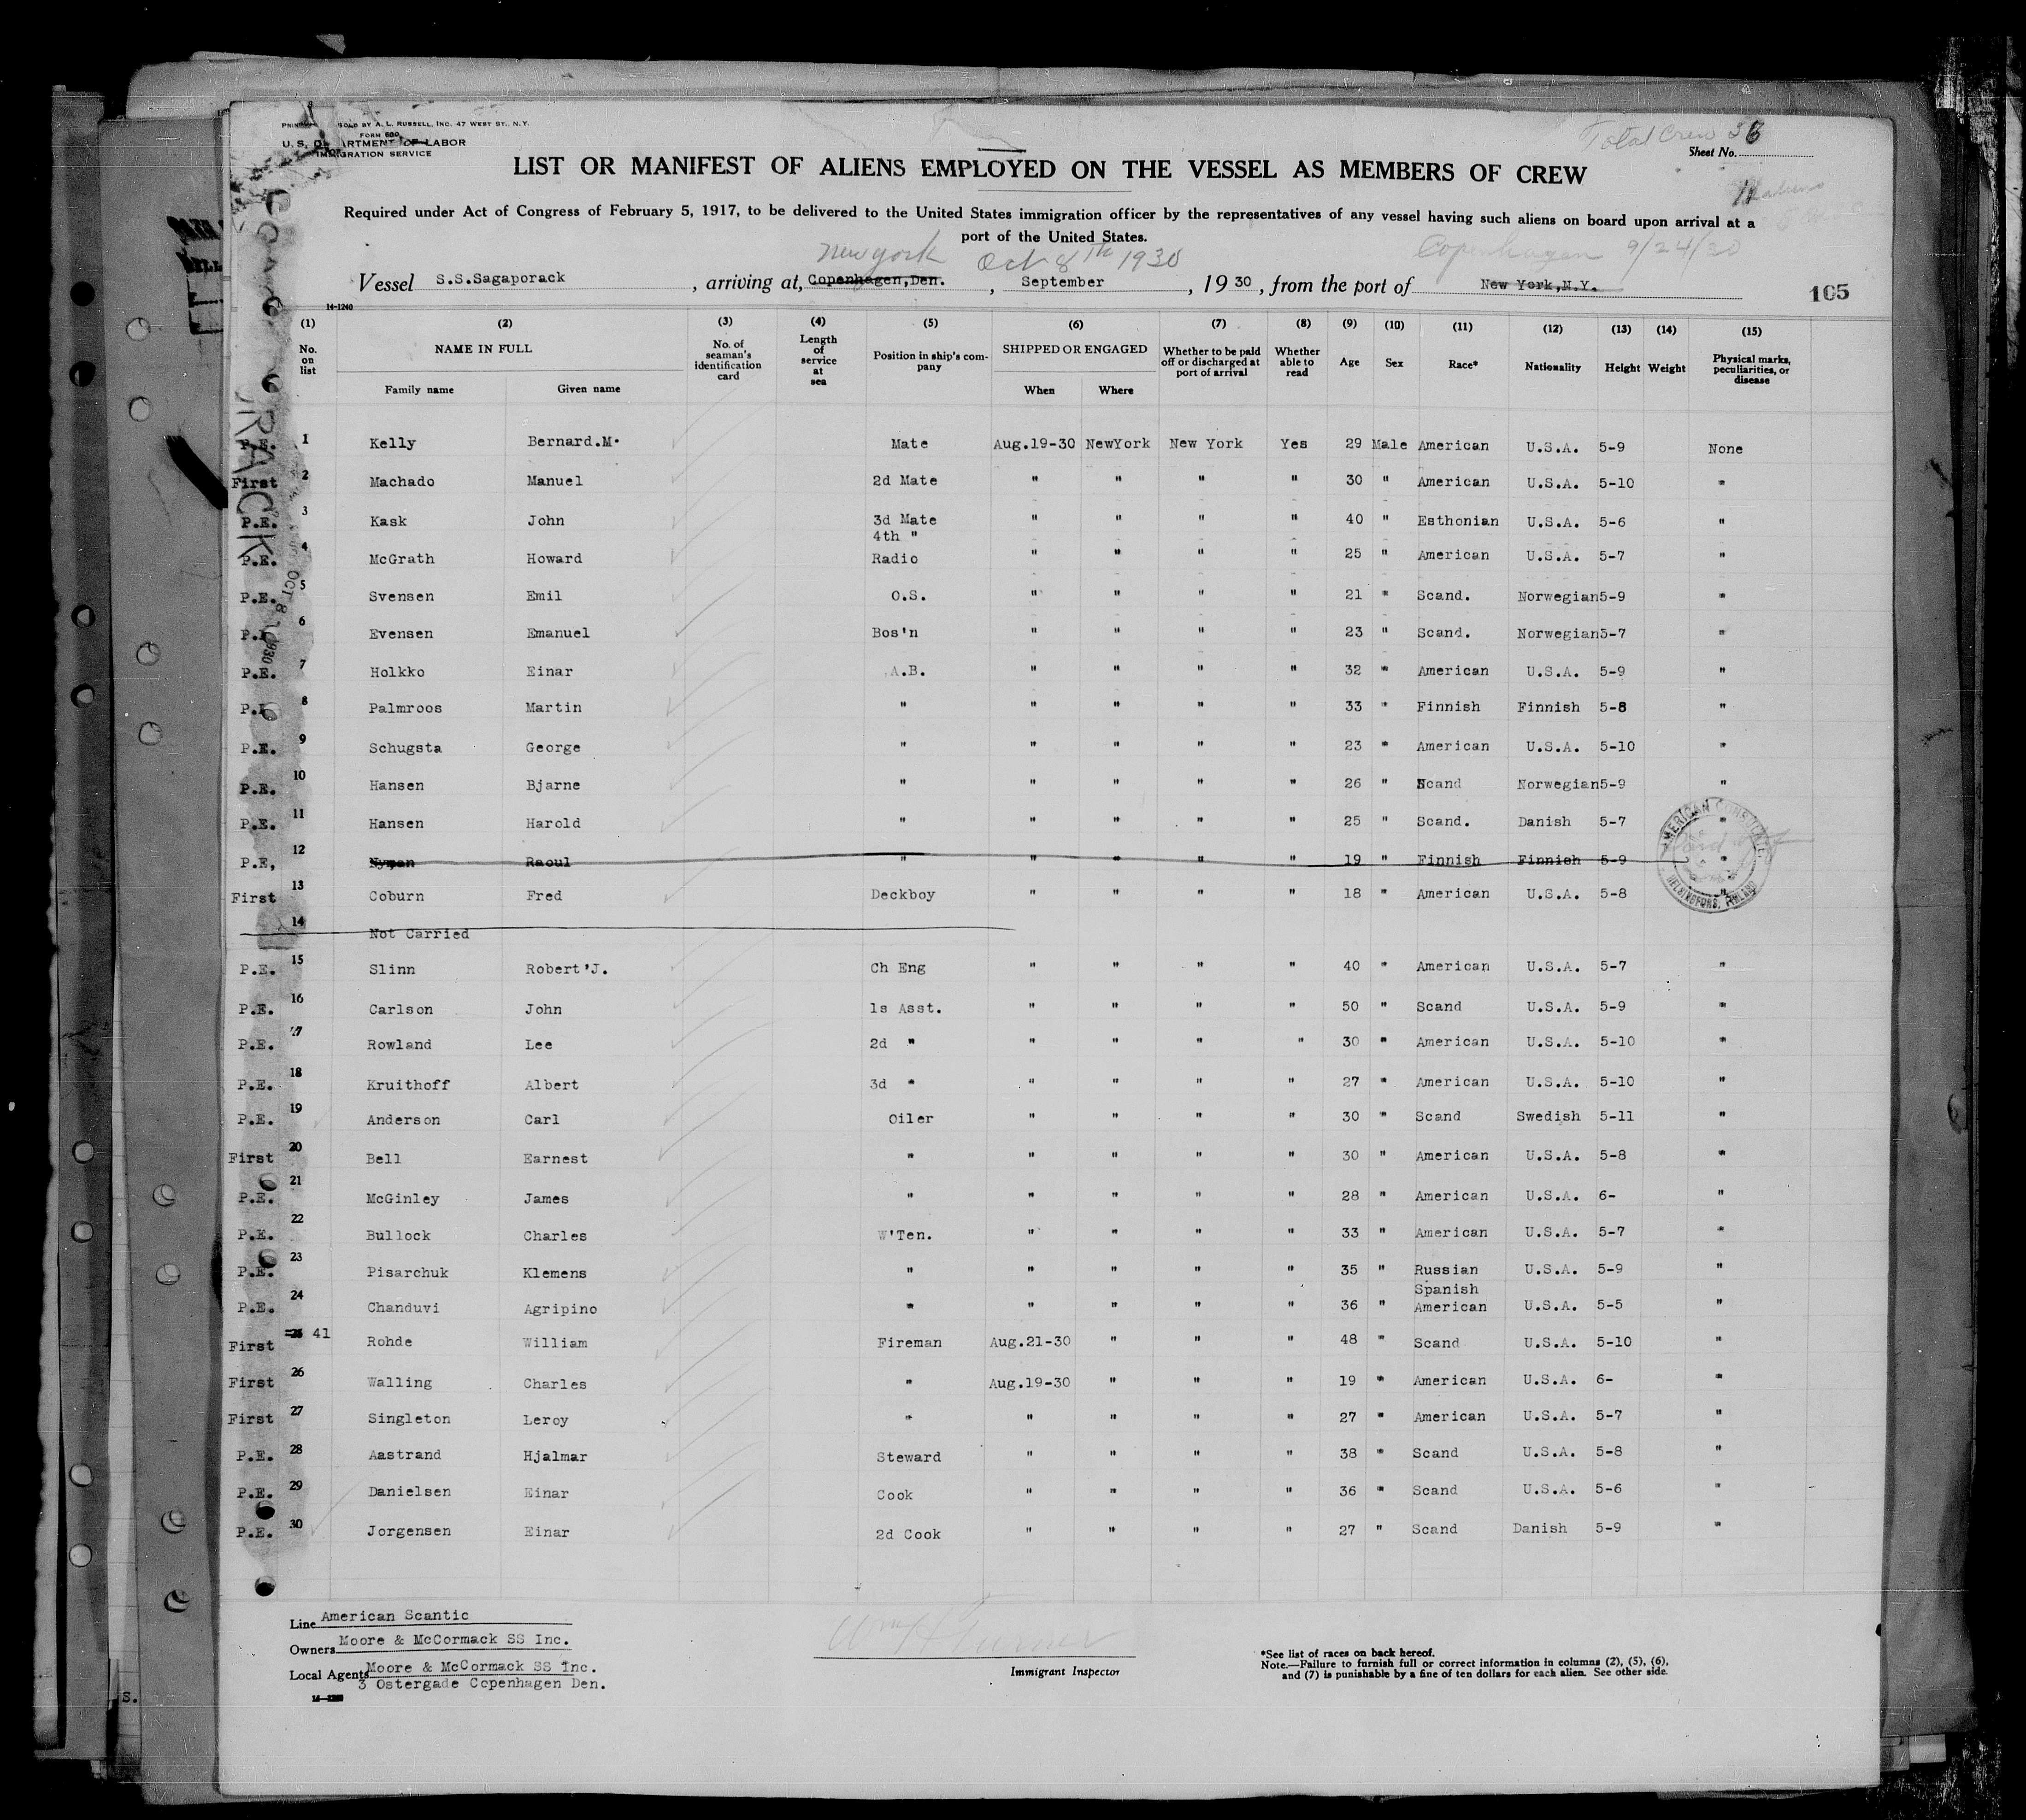 SOLD BY A. L. RUSSELL, INC. 47 WEST ST., N.Y.
FORM 680
U. S. DEPARTMENT OF LABOR
IMMIGRATION SERVICE
Total Crew 36
Sheet No.
LIST OR MANIFEST OF ALIENS EMPLOYED ON THE VESSEL AS MEMBERS OF CREW
Required under Act of Congress of February 5, 1917, to be delivered to the United States immigration officer by the representatives of any vessel having such aliens on board upon arrival at a
port of the United States.
New york Oct 8th 1930 Copenhagen 9/24/30
Vessel S.S.Sagaporack , arriving at, Copenhagen,Den. , September , 19 30 , from the port of New York,N.Y.
105
14-1240
(1) (2) (3) (4) (5) (6) (7) (8) (9) (10) (11) (12) (13) (14) (15)
No. on list NAME IN FULL Family name Given name No. of seaman's identification card Length of service at sea Position in ship's company SHIPPED OR ENGAGED When Where Whether to be paid off or discharged at port of arrival Whether able to read Age Sex Race* Nationality Height Weight Physical marks, peculiarities, or disease
P.E. 1 Kelly Bernard.M. Mate Aug.19-30 NewYork New York Yes 29 Male American U.S.A. 5-9 None
First 2 Machado Manuel 2d Mate " " " " 30 " American U.S.A. 5-10 "
P.E. 3 Kask John 3d Mate " " " " 40 " Esthonian U.S.A. 5-6 "
4th "
P.E. 4 McGrath Howard Radio " " " " 25 " American U.S.A. 5-7 "
P.E. 5 Svensen Emil O.S. " " " " 21 " Scand. Norwegian 5-9 "
6 Evensen Emanuel Bos'n " " " " 23 " Scand. Norwegian 5-7 "
P.E. 7 Holkko Einar A.B. " " " " 32 " American U.S.A. 5-9 "
8 Palmroos Martin " " " " " 33 " Finnish Finnish 5-8 "
P.E. 9 Schugsta George " " " " " 23 " American U.S.A. 5-10 "
P.E. 10 Hansen Bjarne " " " " " 26 " Scand Norwegian 5-9 "
P.E. 11 Hansen Harold " " " " " 25 " Scand. Danish 5-7 "
P.E, 12 Nyman Raoul " " " " " 19 " Finnish Finnish 5-9 "
First 13 Coburn Fred Deckboy " " " " 18 " American U.S.A. 5-8 "
AMERICAN CONSULATE HELSINGFORS, FINLAND
14 Not Carried
P.E. 15 Slinn Robert'J. Ch Eng " " " " 40 " American U.S.A. 5-7 "
P.E. 16 Carlson John 1s Asst. " " " " 50 " Scand U.S.A. 5-9 "
P.E. 17 Rowland Lee 2d " " " " " 30 " American U.S.A. 5-10 "
P.E. 18 Kruithoff Albert 3d " " " " " 27 " American U.S.A. 5-10 "
P.E. 19 Anderson Carl Oiler " " " " 30 " Scand Swedish 5-11 "
First 20 Bell Earnest " " " " " 30 " American U.S.A. 5-8 "
P.E. 21 McGinley James " " " " " 28 " American U.S.A. 6- "
P.E. 22 Bullock Charles W'Ten. " " " " 33 " American U.S.A. 5-7 "
P.E. 23 Pisarchuk Klemens " " " " " 35 " Russian U.S.A. 5-9 "
P.E. 24 Chanduvi Agripino " " " " " 36 " Spanish American U.S.A. 5-5 "
First 41 Rohde William Fireman Aug.21-30 " " " 48 " Scand U.S.A. 5-10 "
First 26 Walling Charles " Aug.19-30 " " " 19 " American U.S.A. 6- "
First 27 Singleton Leroy " " " " " 27 " American U.S.A. 5-7 "
P.E. 28 Aastrand Hjalmar Steward " " " " 38 " Scand U.S.A. 5-8 "
P.E. 29 Danielsen Einar Cook " " " " 36 " Scand U.S.A. 5-6 "
P.E. 30 Jorgensen Einar 2d Cook " " " " 27 " Scand Danish 5-9 "
Line American Scantic
Owners Moore & McCormack SS Inc.
Local Agents Moore & McCormack SS Inc.
3 Ostergade Copenhagen Den.
Wm H Turner
Immigrant Inspector
*See list of races on back hereof.
Note.—Failure to furnish full or correct information in columns (2), (5), (6),
and (7) is punishable by a fine of ten dollars for each alien. See other side.
OCT 8 1930